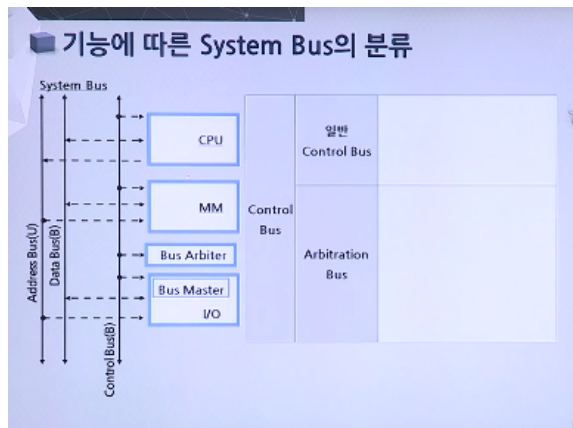 기능에 따른 System Bus의 분류
System Bus
CPU
MM
Bus Arbiter
Bus Master
I/O
Address Bus(U)
Data Bus(B)
Control Bus(B)
Control
Bus
일반
Control Bus
Arbitration
Bus